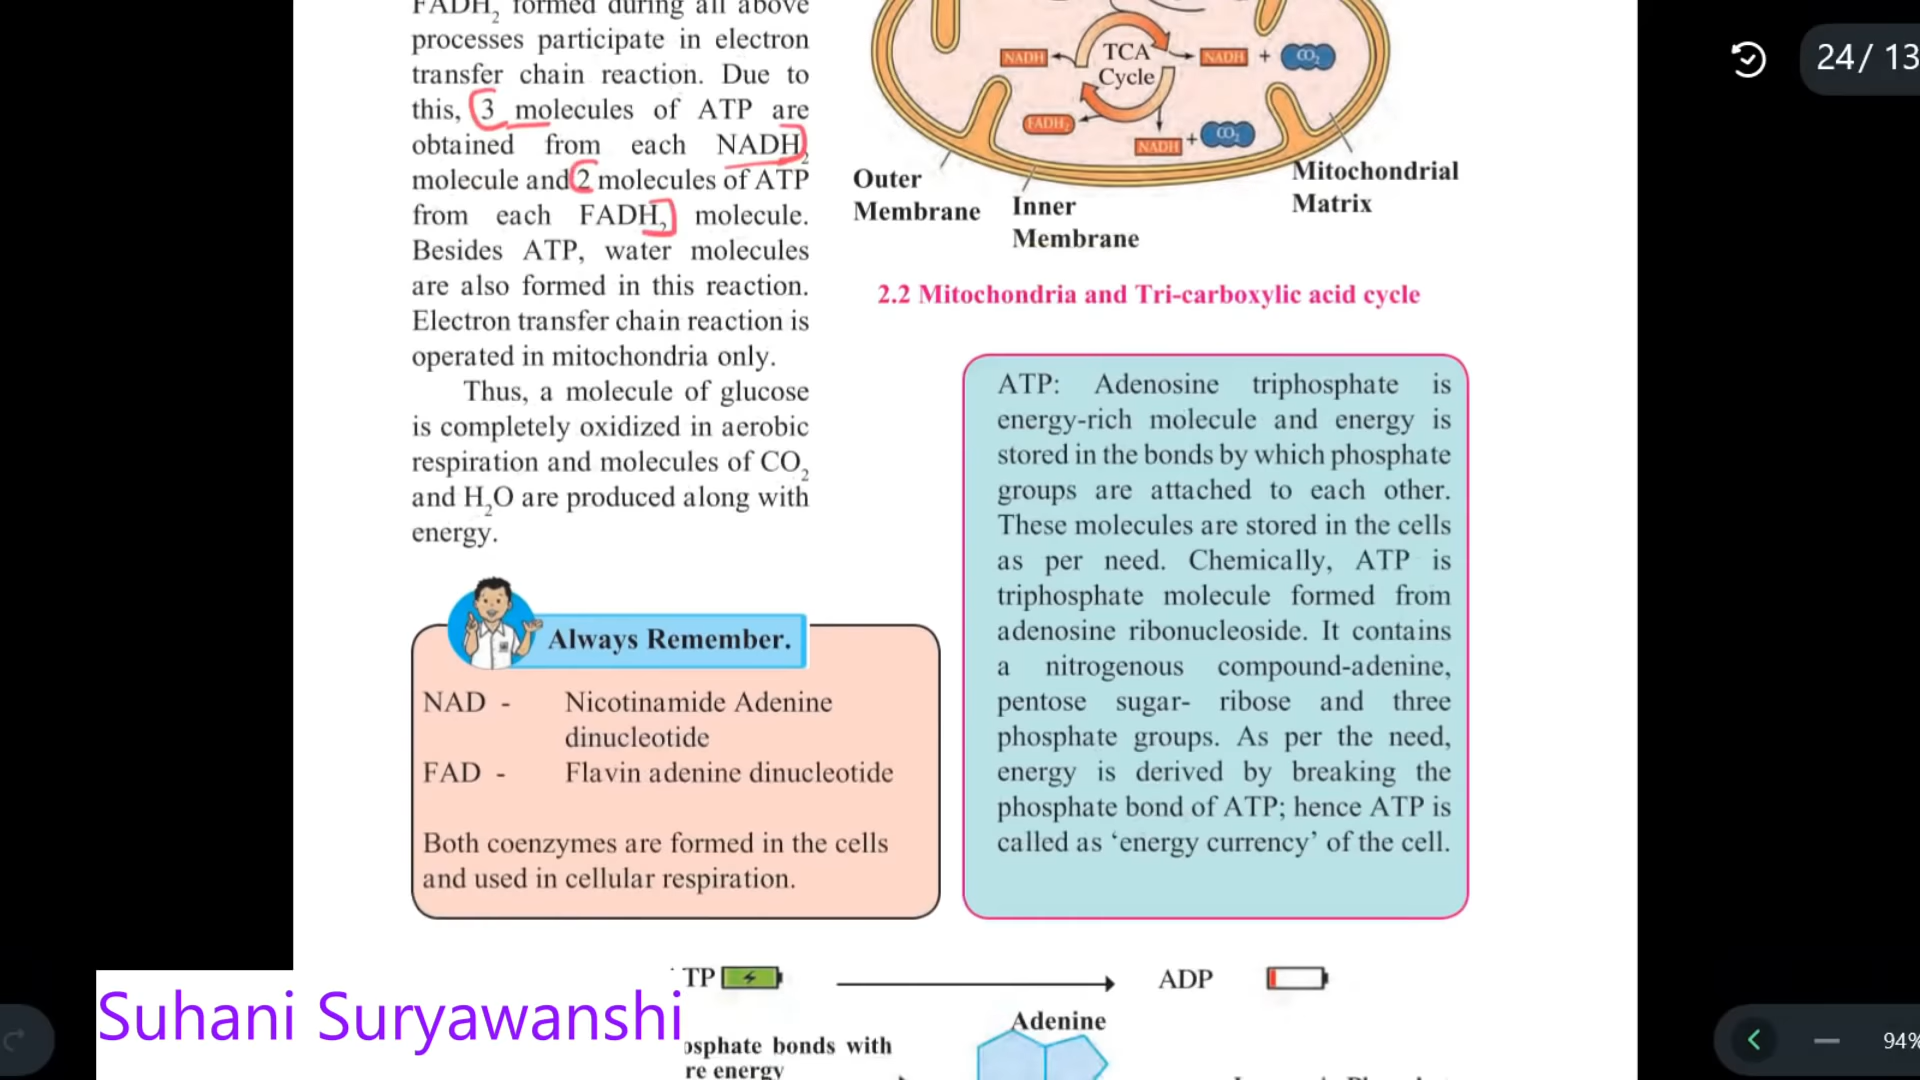 FADH2 formed during all above
processes participate in electron
transfer chain reaction. Due to
this, 3 molecules of ATP are
obtained from each NADH2
molecule and 2 molecules of ATP
from each FADH2 molecule.
Besides ATP, water molecules
are also formed in this reaction.
Electron transfer chain reaction is
operated in mitochondria only.
Thus, a molecule of glucose
is completely oxidized in aerobic
respiration and molecules of CO2
and H2O are produced along with
energy.
TCA
Cycle
NADH
NADH + CO2
FADH2
NADH + CO2
Outer
Membrane
Inner
Membrane
Mitochondrial
Matrix
2.2 Mitochondria and Tri-carboxylic acid cycle
24/ 13
Always Remember.
NAD - Nicotinamide Adenine
dinucleotide
FAD - Flavin adenine dinucleotide
Both coenzymes are formed in the cells
and used in cellular respiration.
ATP: Adenosine triphosphate is
energy-rich molecule and energy is
stored in the bonds by which phosphate
groups are attached to each other.
These molecules are stored in the cells
as per need. Chemically, ATP is
triphosphate molecule formed from
adenosine ribonucleoside. It contains
a nitrogenous compound-adenine,
pentose sugar- ribose and three
phosphate groups. As per the need,
energy is derived by breaking the
phosphate bond of ATP; hence ATP is
called as ‘energy currency’ of the cell.
TP ADP
Suhani Suryawanshi
Adenine
osphate bonds with
re energy
94%